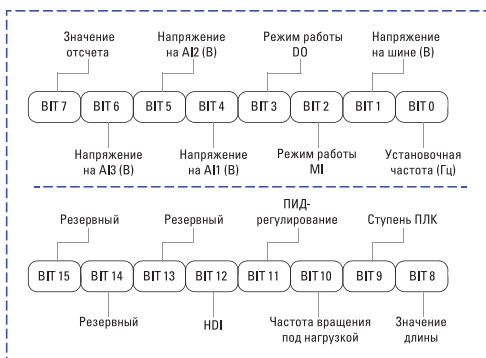 Значение Напряжение Режим работы Напряжение
отсчета на AI2 (В) DO на шине (В)
BIT 7 BIT 6 BIT 5 BIT 4 BIT 3 BIT 2 BIT 1 BIT 0
Напряжение Напряжение Режим работы Установочная
на AI3 (В) на AI1 (В) MI частота (Гц)
ПИД-
Резервный Резервный регулирование Ступень ПЛК
BIT 15 BIT 14 BIT 13 BIT 12 BIT 11 BIT 10 BIT 9 BIT 8
Резервный HDI Частота вращения Значение
под нагрузкой длины